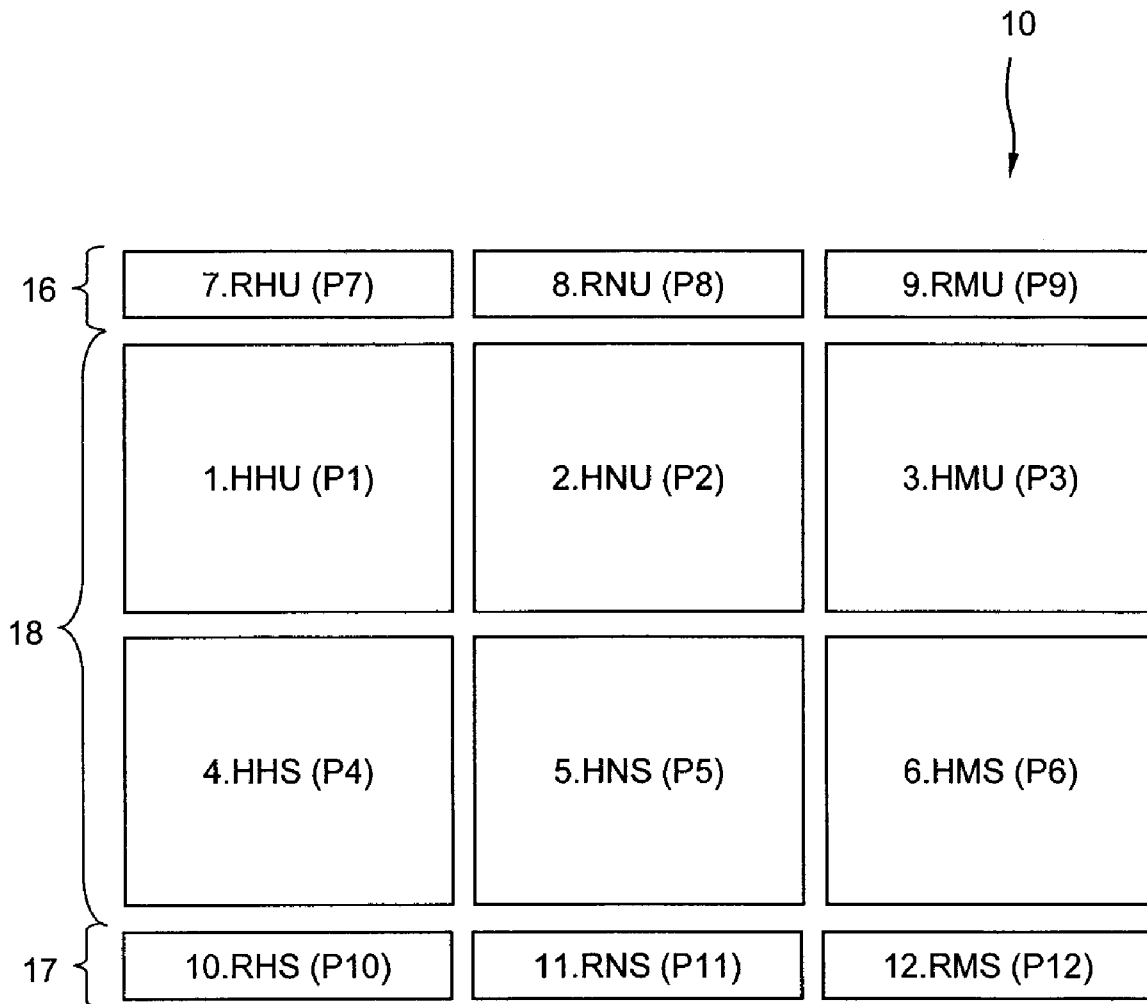 10
16
7.RHU (P7) 8.RNU (P8) 9.RMU (P9)
1.HHU (P1) 2.HNU (P2) 3.HMU (P3)
18
4.HHS (P4) 5.HNS (P5) 6.HMS (P6)
17
10.RHS (P10) 11.RNS (P11) 12.RMS (P12)